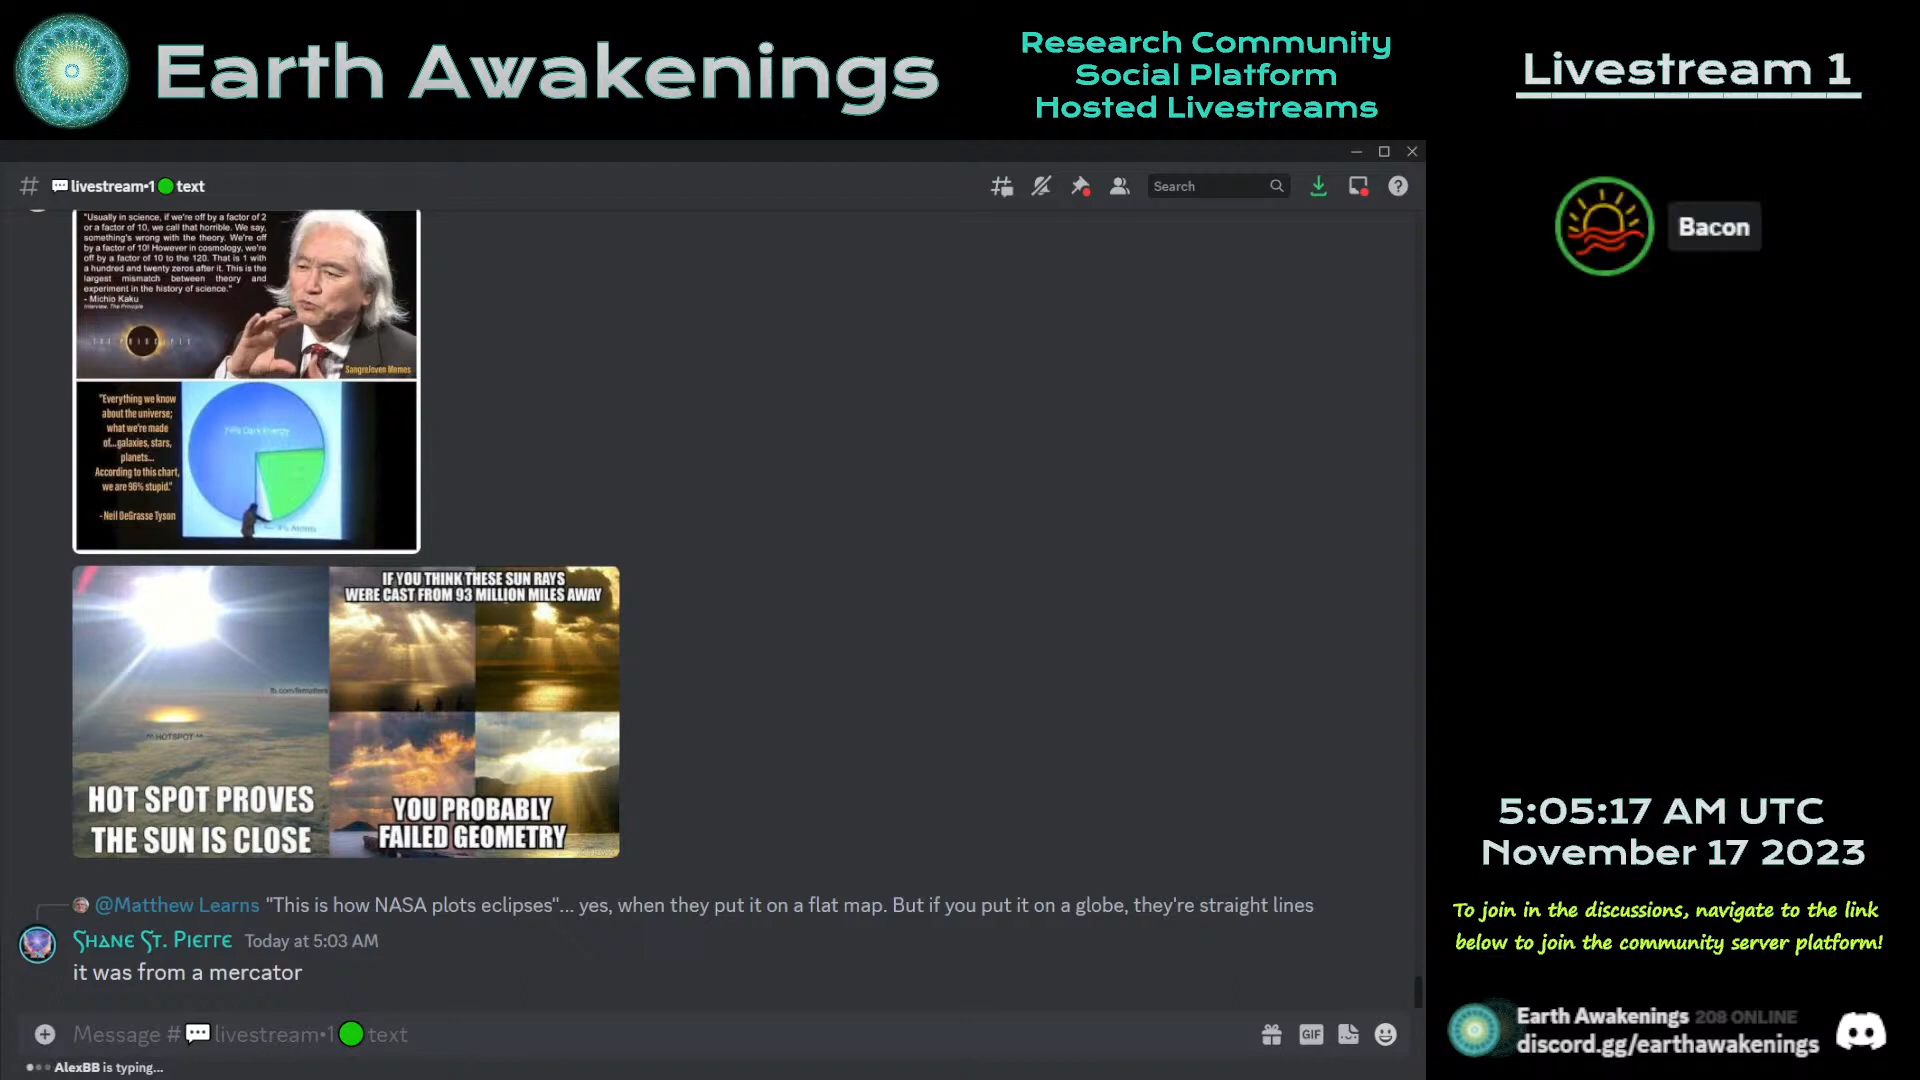 Earth Awakenings
Research Community
Social Platform
Hosted Livestreams
Livestream 1
livestream•1 text
Search
"Usually in science, if we're off by a factor of 2
or a factor of 10, we call that horrible. We say,
something's wrong with the theory. We're off
by a factor of 10! However in cosmology, we're
off by a factor of 10 to the 120. That is 1 with
a hundred and twenty zeros after it. This is the
largest mismatch between theory and
experiment in the history of science."
- Michio Kaku
Interview, The Principle
SangreJoven Memes
"Everything we know
about the universe;
what we're made
of...galaxies, stars,
planets...
According to this chart,
we are 96% stupid."
- Neil DeGrasse Tyson
Dark Energy
^^ HOTSPOT ^^
HOT SPOT PROVES
THE SUN IS CLOSE
IF YOU THINK THESE SUN RAYS
WERE CAST FROM 93 MILLION MILES AWAY
YOU PROBABLY
FAILED GEOMETRY
@Matthew Learns "This is how NASA plots eclipses"... yes, when they put it on a flat map. But if you put it on a globe, they're straight lines
Shane St. Pierre Today at 5:03 AM
it was from a mercator
Message # livestream•1 text
GIF
AlexBB is typing...
Bacon
5:05:17 AM UTC
November 17 2023
To join in the discussions, navigate to the link
below to join the community server platform!
Earth Awakenings 208 ONLINE
discord.gg/earthawakenings